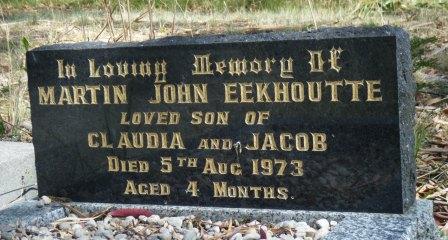 In Loving Memory Of
MARTIN JOHN EEKHOUTTE
LOVED SON OF
CLAUDIA AND JACOB
DIED 5TH AUG 1973
AGED 4 MONTHS.